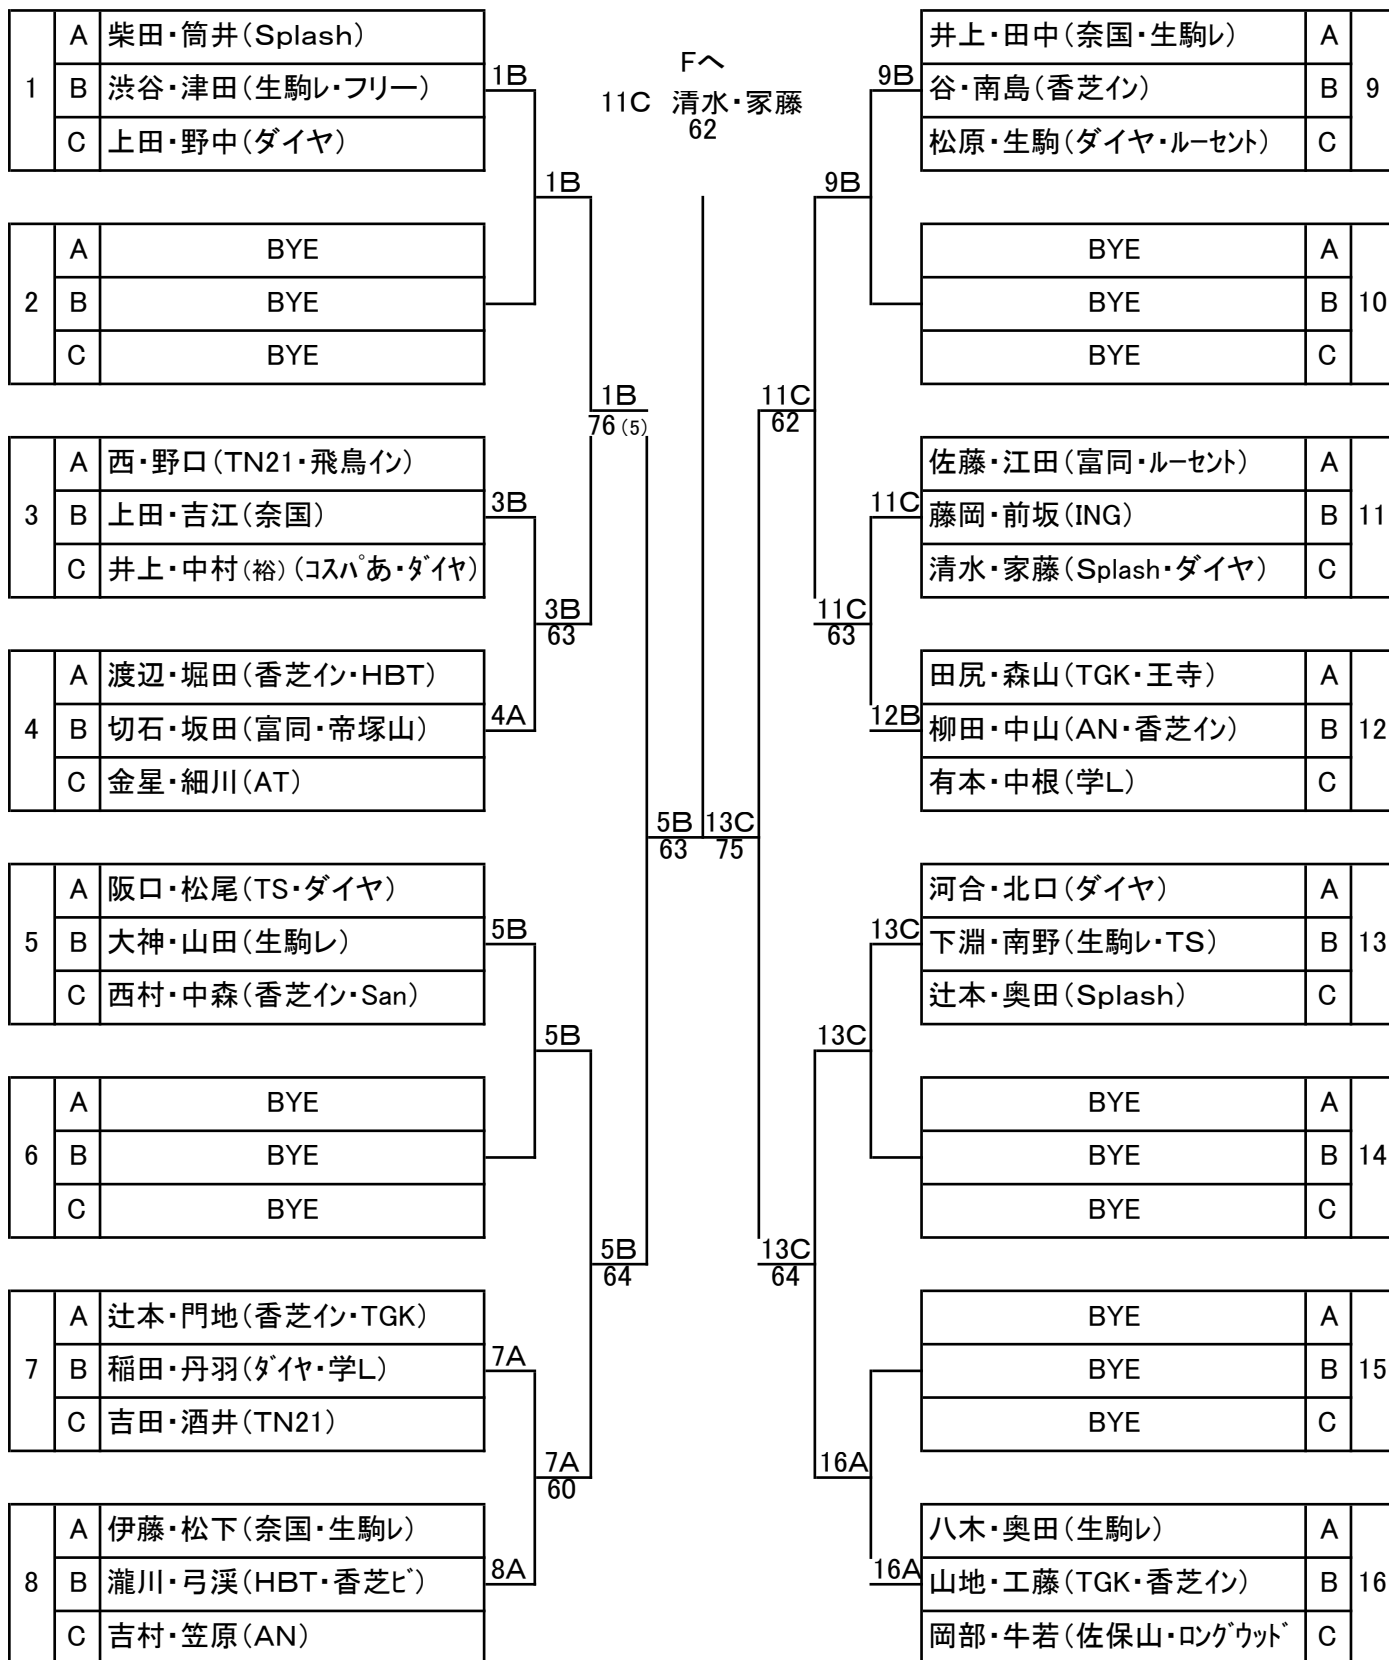 1
A 柴田・筒井(Splash)
B 渋谷・津田(生駒レ・フリー)
C 上田・野中(ダイヤ)
2
A BYE
B BYE
C BYE
3
A 西・野口(TN21・飛鳥イン)
B 上田・吉江(奈国)
C 井上・中村(裕)(コスパあ・ダイヤ)
4
A 渡辺・堀田(香芝イン・HBT)
B 切石・坂田(富同・帝塚山)
C 金星・細川(AT)
5
A 阪口・松尾(TS・ダイヤ)
B 大神・山田(生駒レ)
C 西村・中森(香芝イン・San)
6
A BYE
B BYE
C BYE
7
A 辻本・門地(香芝イン・TGK)
B 稲田・丹羽(ダイヤ・学L)
C 吉田・酒井(TN21)
8
A 伊藤・松下(奈国・生駒レ)
B 瀧川・弓渓(HBT・香芝ビ)
C 吉村・笠原(AN)
1B
3B
4A
5B
7A
8A
1B
3B
63
5B
7A
60
1B
76(5)
5B
64
5B
63
Fへ
11C 清水・冢藤
62
13C
75
11C
62
13C
64
9B
11C
63
13C
16A
9B
11C
12B
13C
16A
井上・田中(奈国・生駒レ) A
谷・南島(香芝イン) B
松原・生駒(ダイヤ・ルーセント) C
9
BYE A
BYE B
BYE C
10
佐藤・江田(富同・ルーセント) A
藤岡・前坂(ING) B
清水・家藤(Splash・ダイヤ) C
11
田尻・森山(TGK・王寺) A
柳田・中山(AN・香芝イン) B
有本・中根(学L) C
12
河合・北口(ダイヤ) A
下淵・南野(生駒レ・TS) B
辻本・奥田(Splash) C
13
BYE A
BYE B
BYE C
14
BYE A
BYE B
BYE C
15
八木・奥田(生駒レ) A
山地・工藤(TGK・香芝イン) B
岡部・牛若(佐保山・ロングウッド C
16